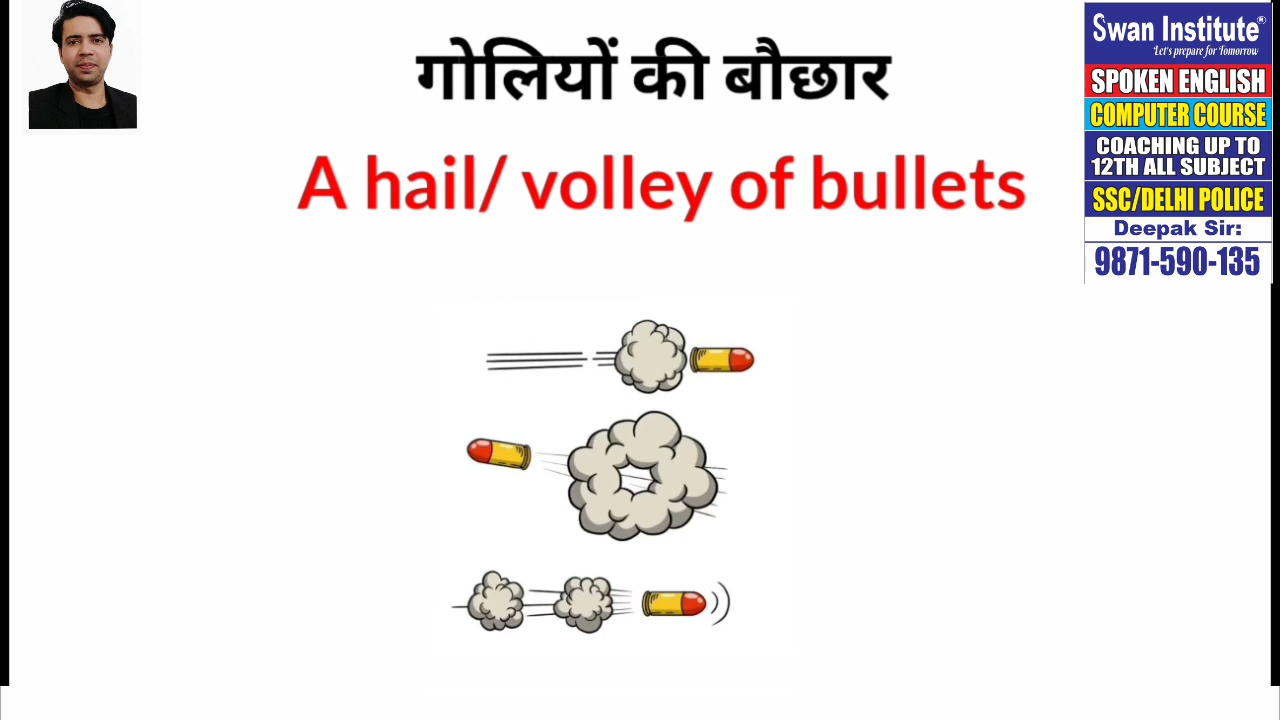 गोलियों की बौछार
A hail/ volley of bullets
Swan Institute®
Let's prepare for Tomorrow
SPOKEN ENGLISH
COMPUTER COURSE
COACHING UP TO
12TH ALL SUBJECT
SSC/DELHI POLICE
Deepak Sir:
9871-590-135